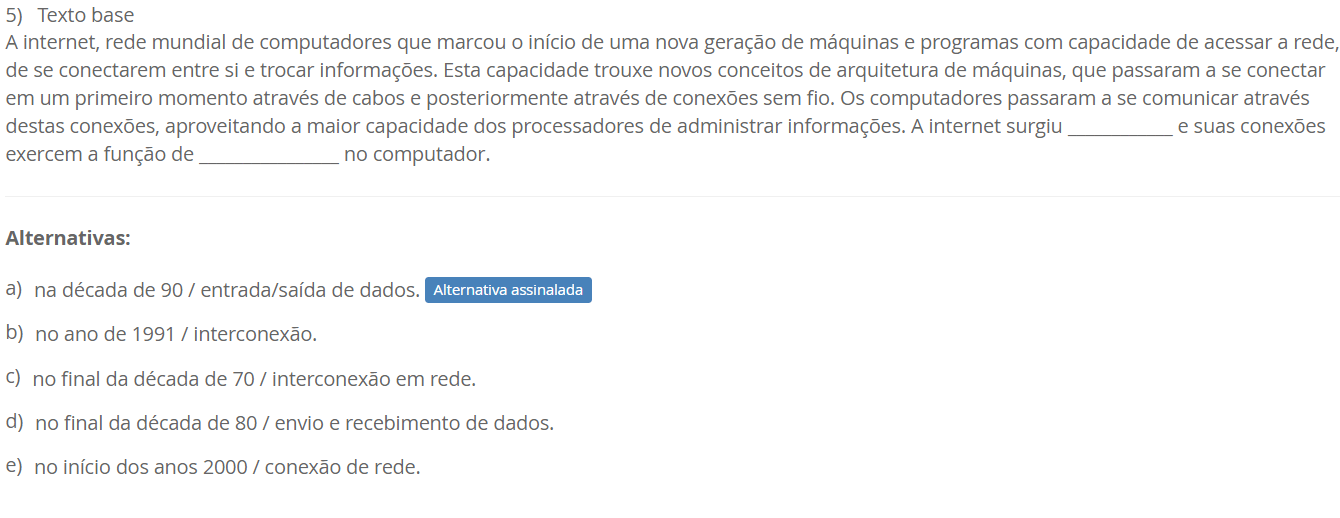 5) Texto base
A internet, rede mundial de computadores que marcou o início de uma nova geração de máquinas e programas com capacidade de acessar a rede,
de se conectarem entre si e trocar informações. Esta capacidade trouxe novos conceitos de arquitetura de máquinas, que passaram a se conectar
em um primeiro momento através de cabos e posteriormente através de conexões sem fio. Os computadores passaram a se comunicar através
destas conexões, aproveitando a maior capacidade dos processadores de administrar informações. A internet surgiu ___________ e suas conexões
exercem a função de _______________ no computador.
Alternativas:
a) na década de 90 / entrada/saída de dados. Alternativa assinalada
b) no ano de 1991 / interconexão.
c) no final da década de 70 / interconexão em rede.
d) no final da década de 80 / envio e recebimento de dados.
e) no início dos anos 2000 / conexão de rede.